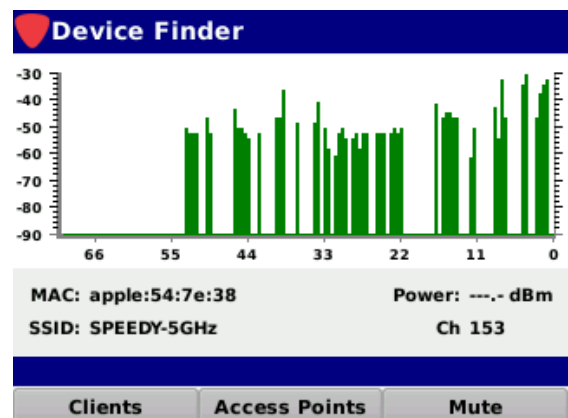 Device Finder
-30
-40
-50
-60
-70
-80
-90
66 55 44 33 22 11 0
MAC: apple:54:7e:38 Power: ---.- dBm
SSID: SPEEDY-5GHz Ch 153
Clients Access Points Mute